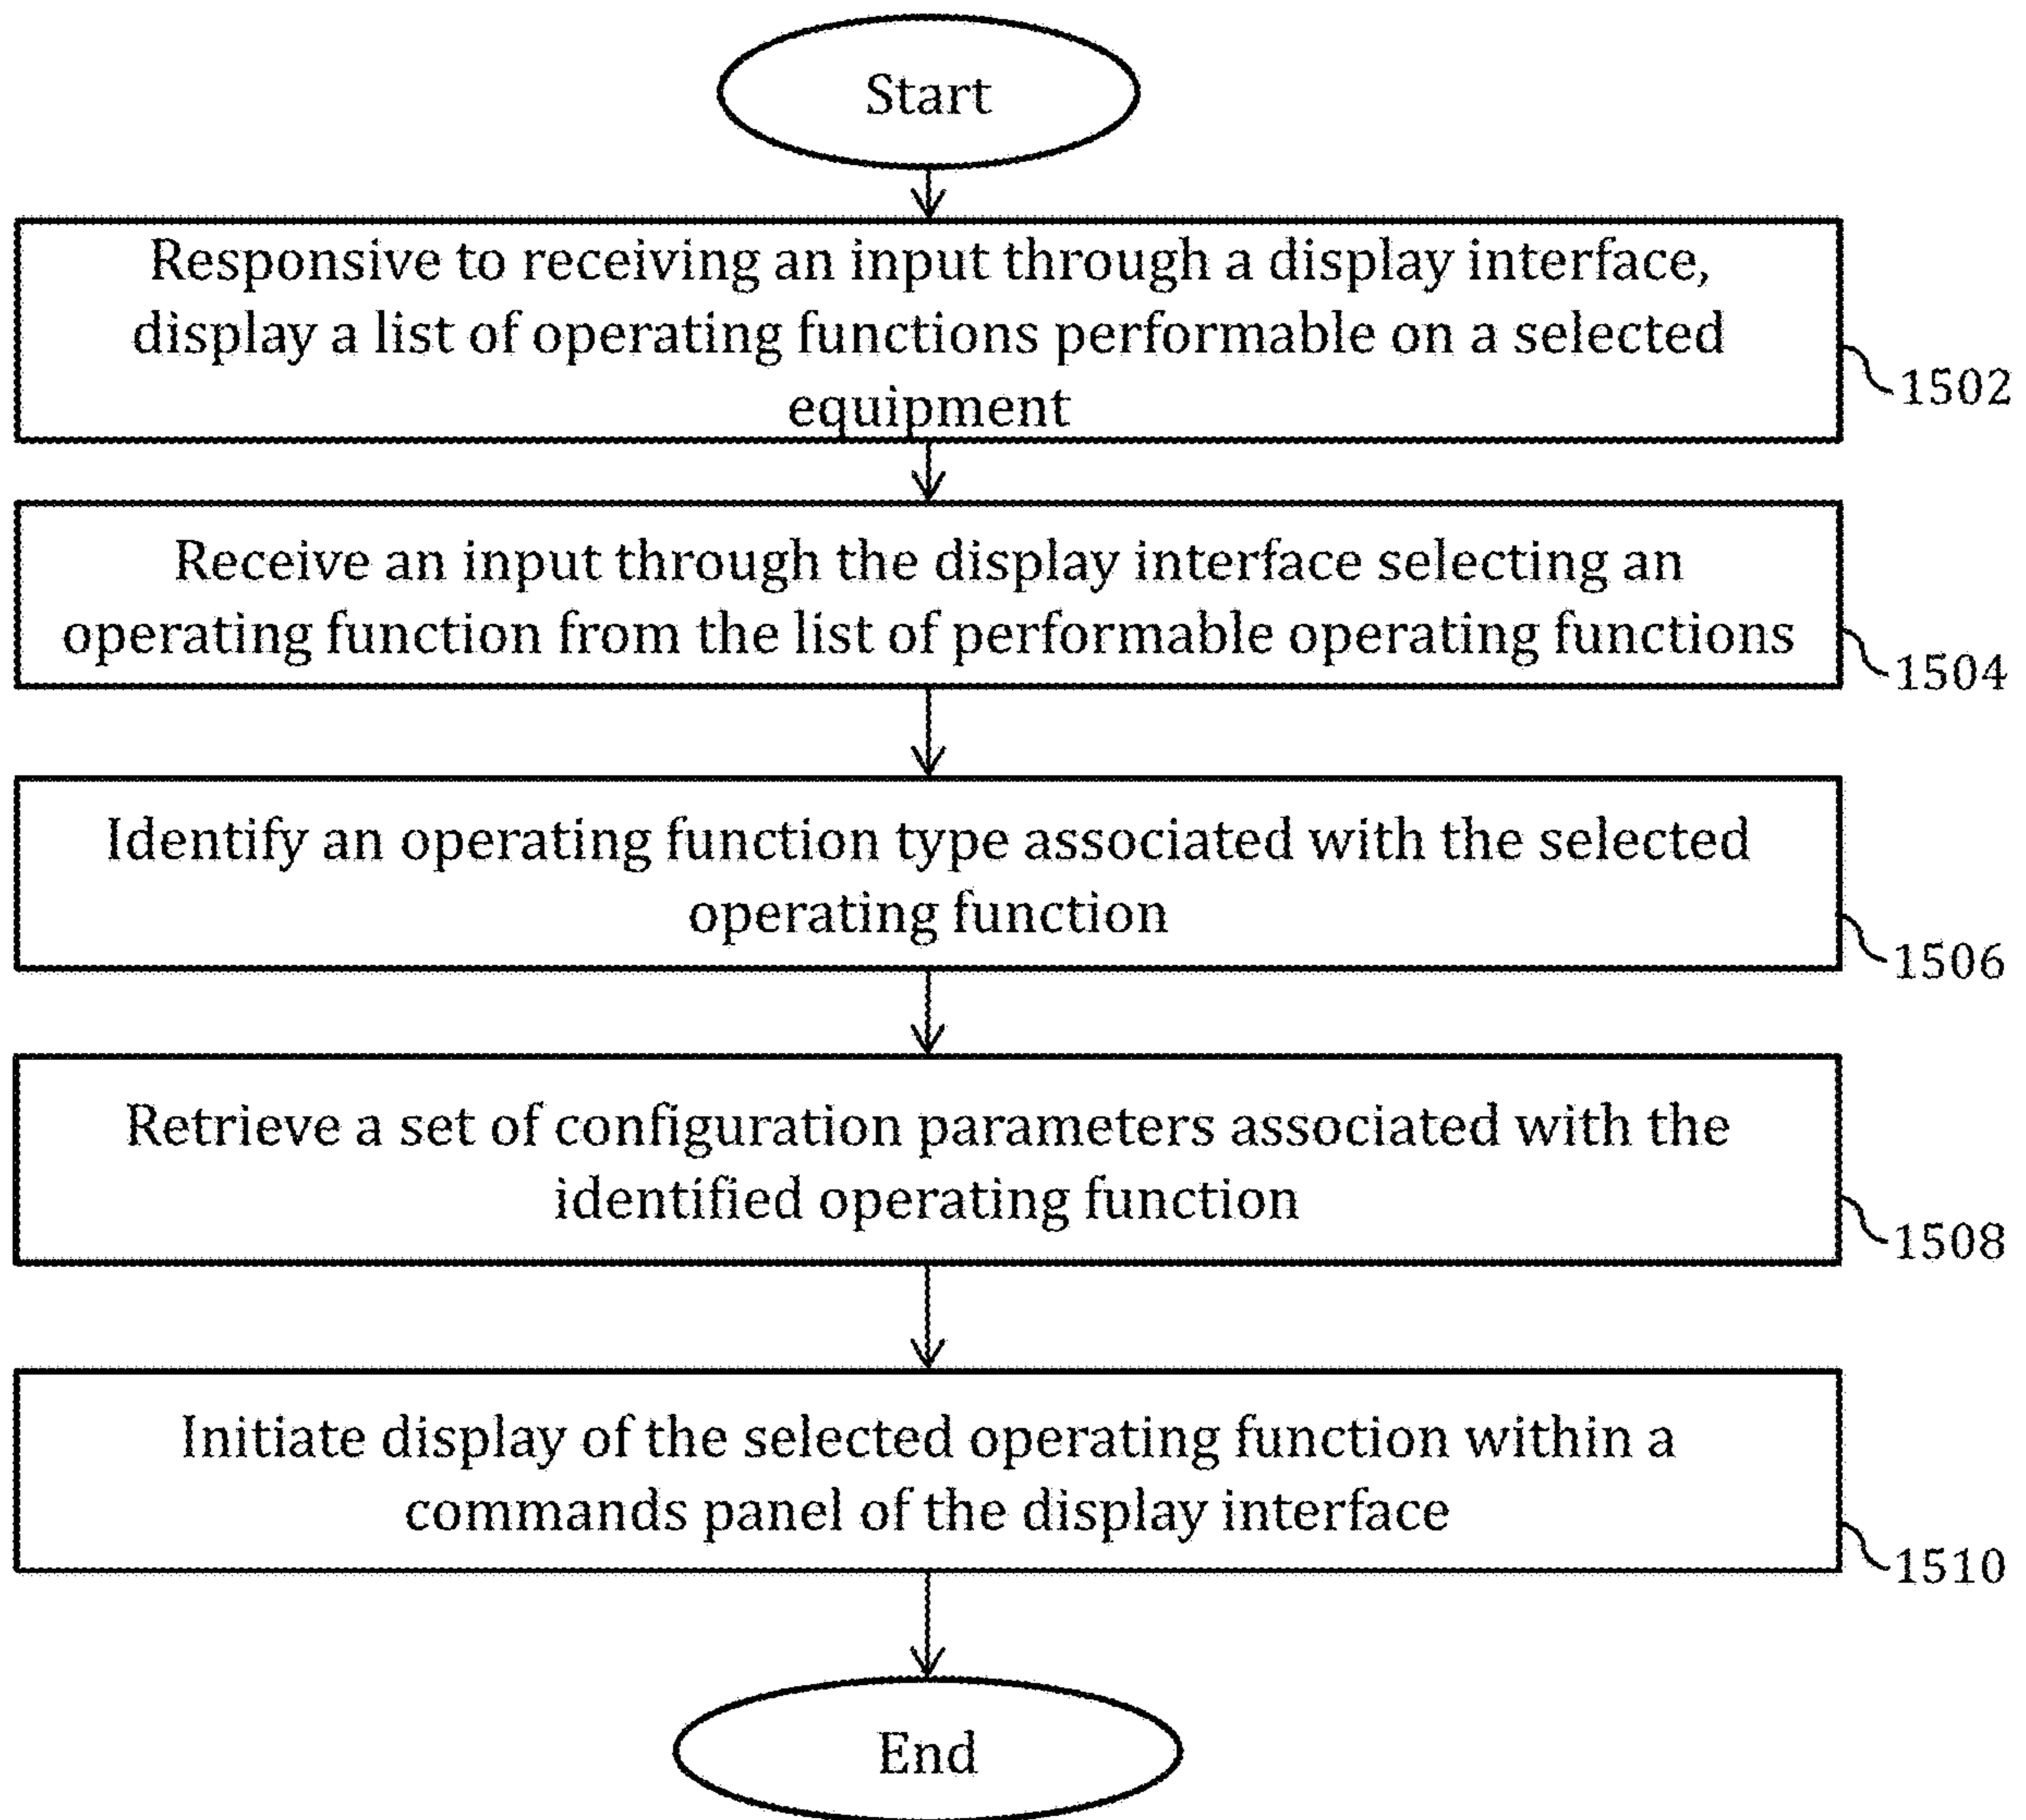 Start
Responsive to receiving an input through a display interface,
display a list of operating functions performable on a selected
equipment
1502
Receive an input through the display interface selecting an
operating function from the list of performable operating functions
1504
Identify an operating function type associated with the selected
operating function
1506
Retrieve a set of configuration parameters associated with the
identified operating function
1508
Initiate display of the selected operating function within a
commands panel of the display interface
1510
End